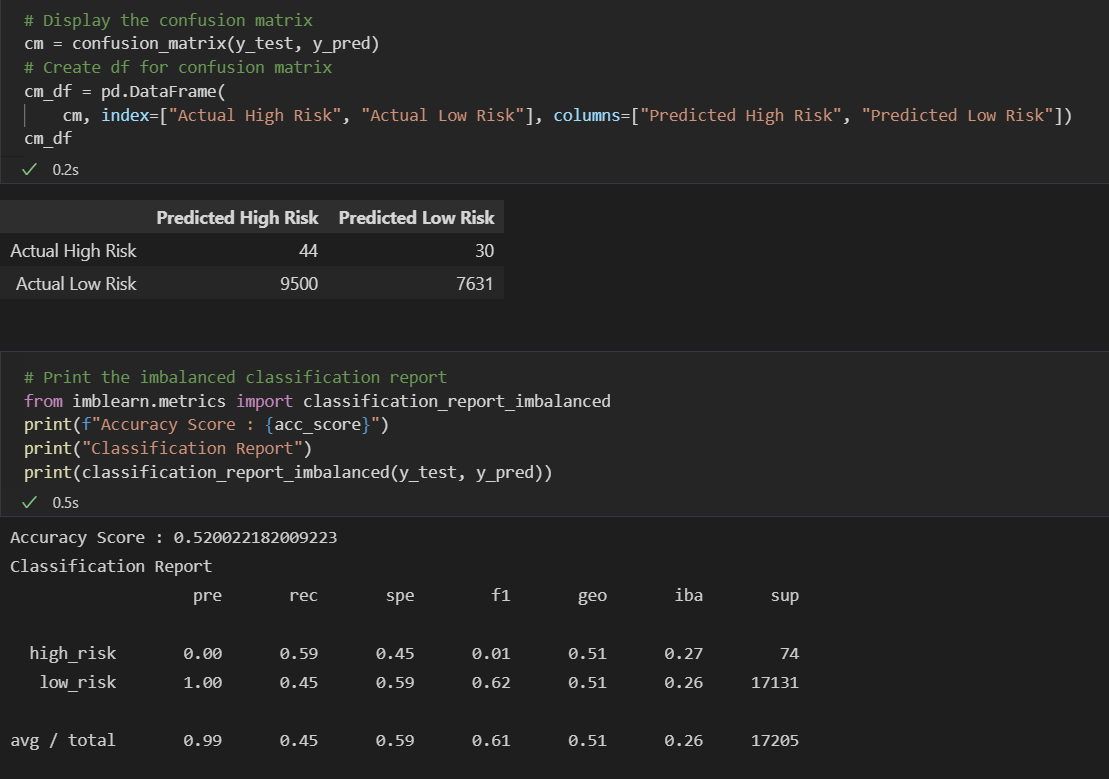 # Display the confusion matrix
cm = confusion_matrix(y_test, y_pred)
# Create df for confusion matrix
cm_df = pd.DataFrame(
    cm, index=["Actual High Risk", "Actual Low Risk"], columns=["Predicted High Risk", "Predicted Low Risk"])
cm_df
0.2s
Predicted High Risk Predicted Low Risk
Actual High Risk 44 30
Actual Low Risk 9500 7631
# Print the imbalanced classification report
from imblearn.metrics import classification_report_imbalanced
print(f"Accuracy Score : {acc_score}")
print("Classification Report")
print(classification_report_imbalanced(y_test, y_pred))
0.5s
Accuracy Score : 0.520022182009223
Classification Report
pre rec spe f1 geo iba sup
high_risk 0.00 0.59 0.45 0.01 0.51 0.27 74
low_risk 1.00 0.45 0.59 0.62 0.51 0.26 17131
avg / total 0.99 0.45 0.59 0.61 0.51 0.26 17205